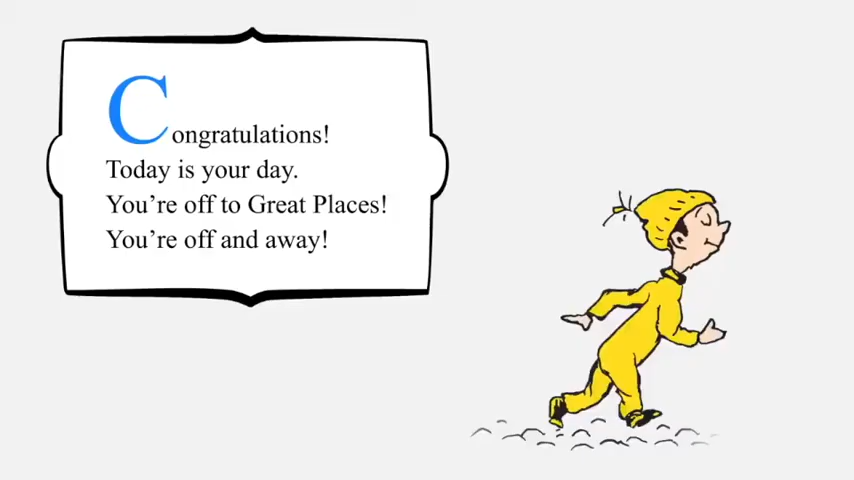 Congratulations!
Today is your day.
You’re off to Great Places!
You’re off and away!